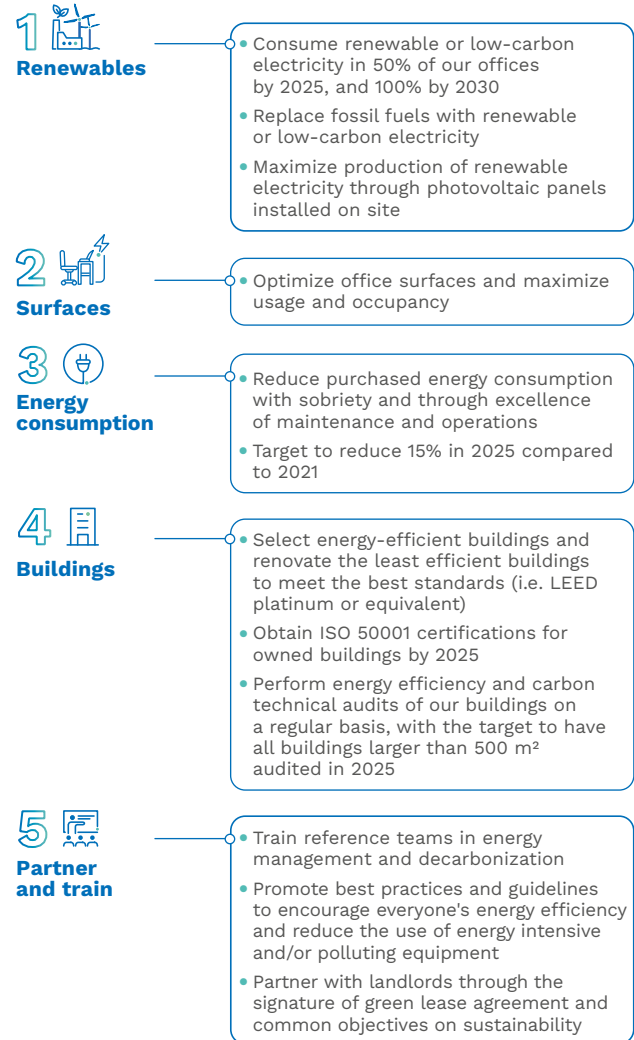 1
Renewables
• Consume renewable or low-carbon
electricity in 50% of our offices
by 2025, and 100% by 2030
• Replace fossil fuels with renewable
or low-carbon electricity
• Maximize production of renewable
electricity through photovoltaic panels
installed on site
2
Surfaces
• Optimize office surfaces and maximize
usage and occupancy
3
Energy
consumption
• Reduce purchased energy consumption
with sobriety and through excellence
of maintenance and operations
• Target to reduce 15% in 2025 compared
to 2021
4
Buildings
• Select energy-efficient buildings and
renovate the least efficient buildings
to meet the best standards (i.e. LEED
platinum or equivalent)
• Obtain ISO 50001 certifications for
owned buildings by 2025
• Perform energy efficiency and carbon
technical audits of our buildings on
a regular basis, with the target to have
all buildings larger than 500 m²
audited in 2025
5
Partner
and train
• Train reference teams in energy
management and decarbonization
• Promote best practices and guidelines
to encourage everyone's energy efficiency
and reduce the use of energy intensive
and/or polluting equipment
• Partner with landlords through the
signature of green lease agreement and
common objectives on sustainability